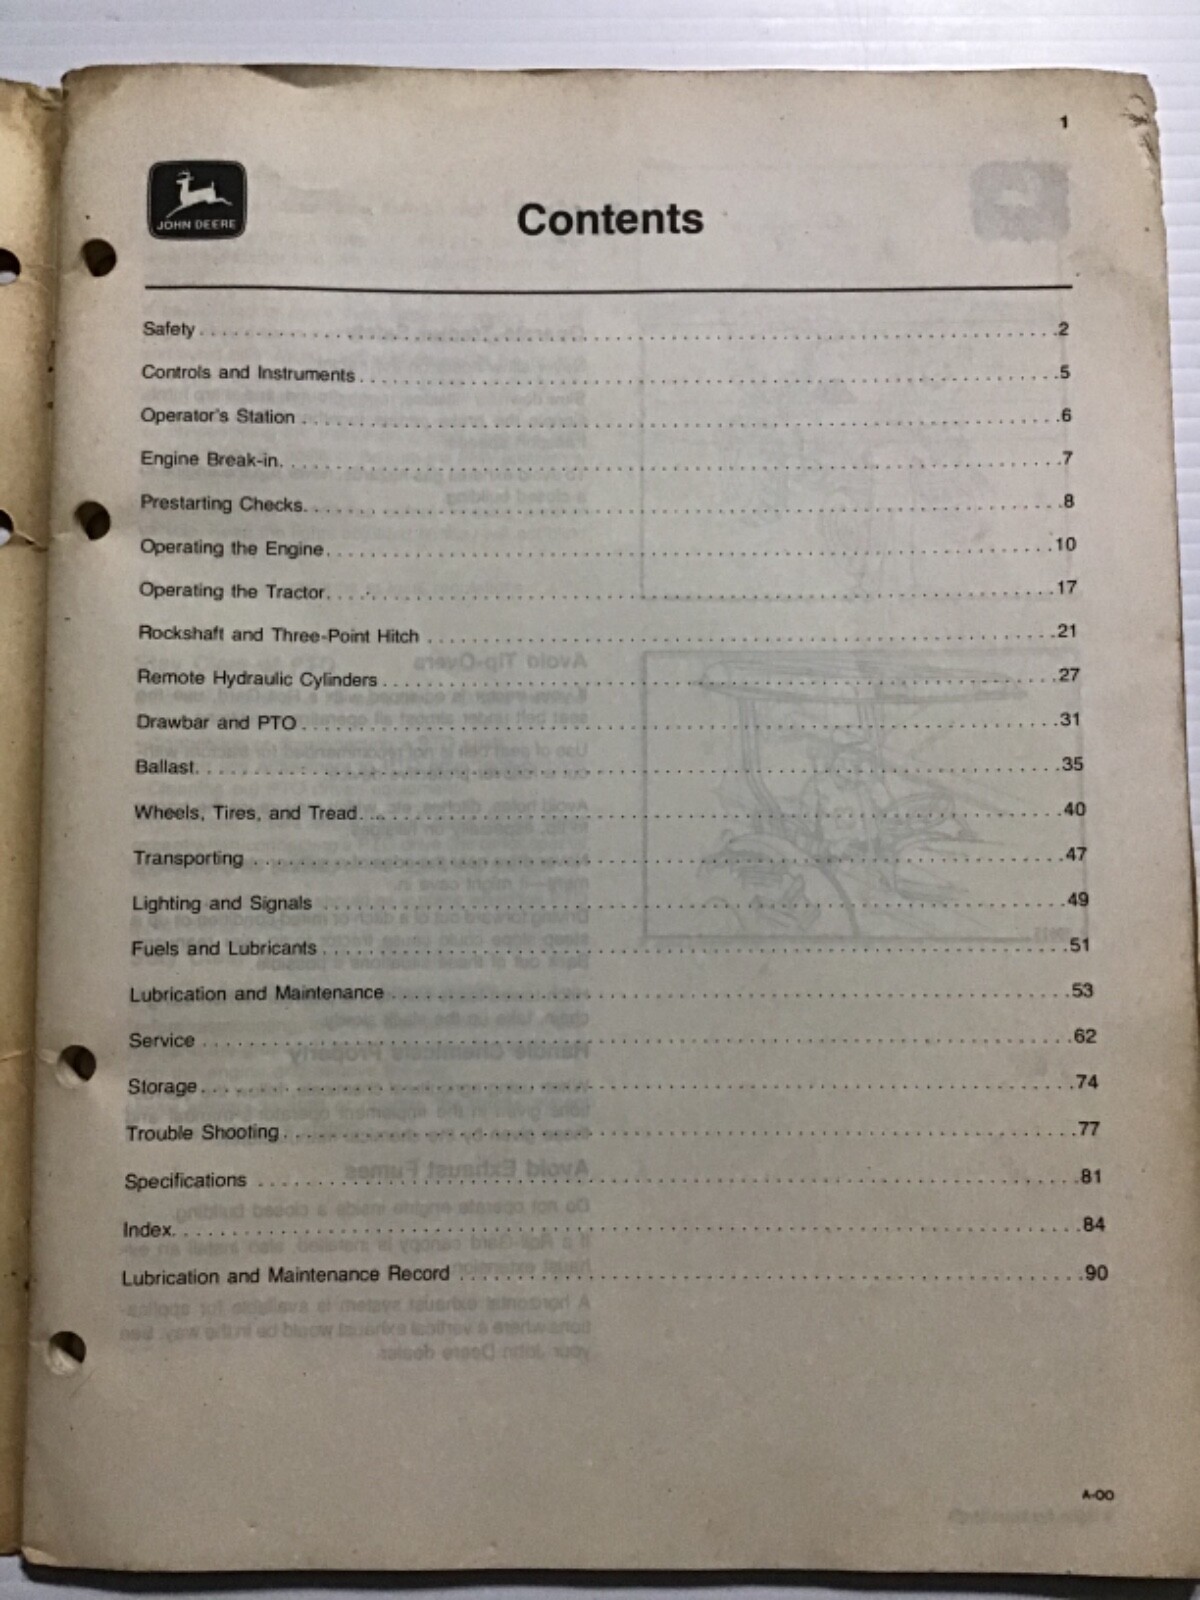 1
JOHN DEERE
Contents
Safety . . . . . . . . . . 2
Controls and Instruments . . . . . . . . . . 5
Operator's Station . . . . . . . . . . 6
Engine Break-in . . . . . . . . . . 7
Prestarting Checks . . . . . . . . . . 8
Operating the Engine . . . . . . . . . . 10
Operating the Tractor . . . . . . . . . . 17
Rockshaft and Three-Point Hitch . . . . . . . . . . 21
Remote Hydraulic Cylinders . . . . . . . . . . 27
Drawbar and PTO . . . . . . . . . . 31
Ballast . . . . . . . . . . 35
Wheels, Tires, and Tread . . . . . . . . . . 40
Transporting . . . . . . . . . . 47
Lighting and Signals . . . . . . . . . . 49
Fuels and Lubricants . . . . . . . . . . 51
Lubrication and Maintenance . . . . . . . . . . 53
Service . . . . . . . . . . 62
Storage . . . . . . . . . . 74
Trouble Shooting . . . . . . . . . . 77
Specifications . . . . . . . . . . 81
Index . . . . . . . . . . 84
Lubrication and Maintenance Record . . . . . . . . . . 90
A-00